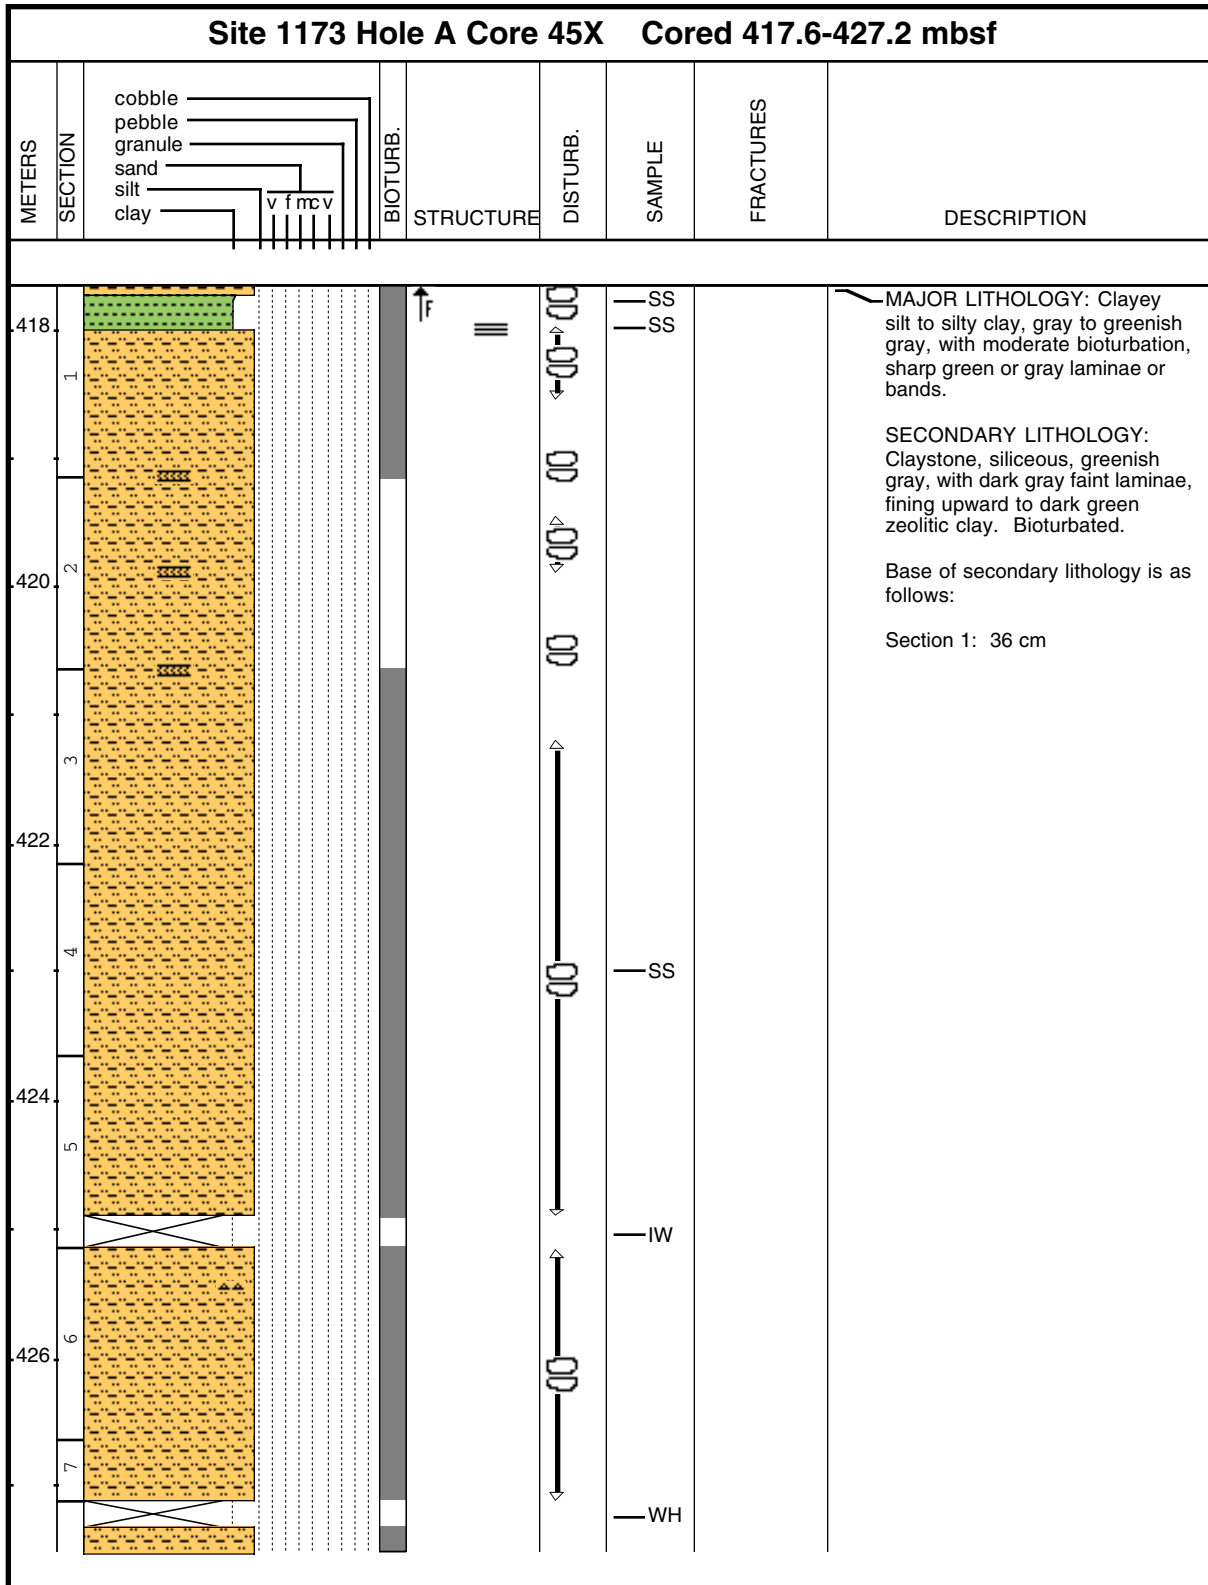 Site 1173 Hole A Core 45X Cored 417.6-427.2 mbsf
METERS
SECTION
cobble
pebble
granule
sand
silt
clay
v f m c v
BIOTURB.
STRUCTURE
DISTURB.
SAMPLE
FRACTURES
DESCRIPTION
418
420
422
424
426
1
2
3
4
5
6
7
F
SS
SS
SS
IW
WH
MAJOR LITHOLOGY: Clayey
silt to silty clay, gray to greenish
gray, with moderate bioturbation,
sharp green or gray laminae or
bands.
SECONDARY LITHOLOGY:
Claystone, siliceous, greenish
gray, with dark gray faint laminae,
fining upward to dark green
zeolitic clay. Bioturbated.
Base of secondary lithology is as
follows:
Section 1: 36 cm